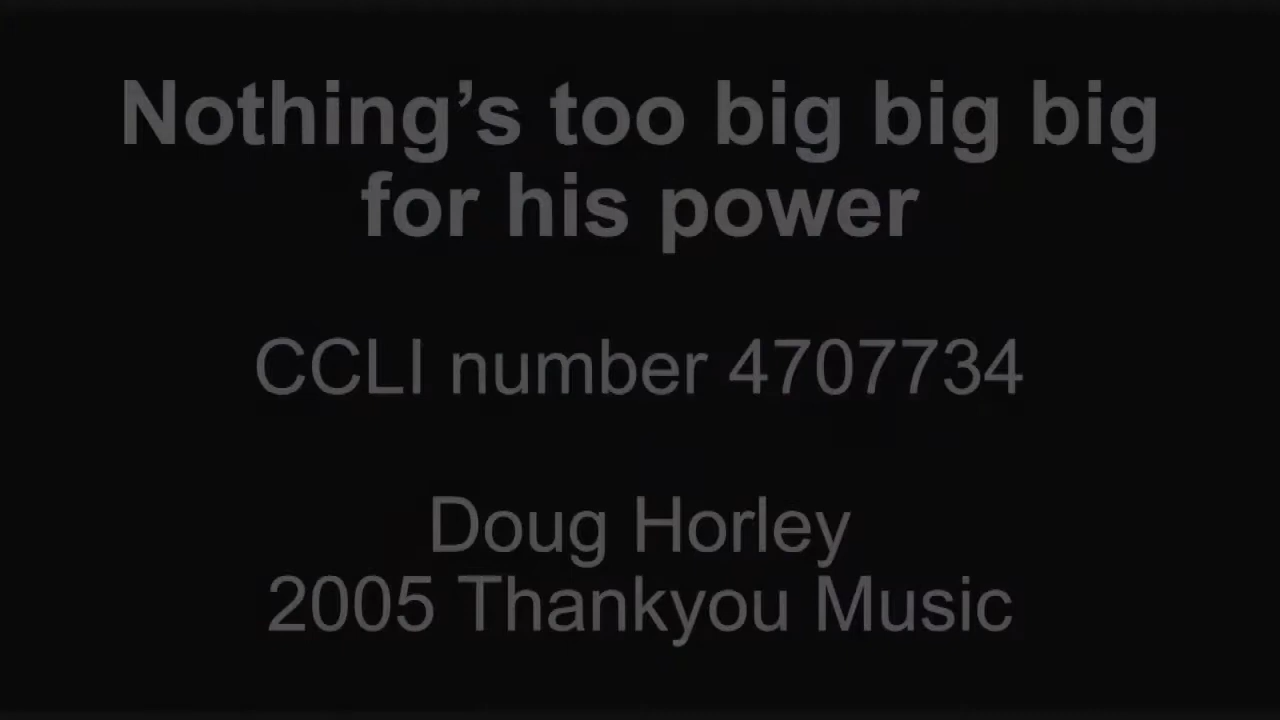 Nothing’s too big big big
for his power
CCLI number 4707734
Doug Horley
2005 Thankyou Music